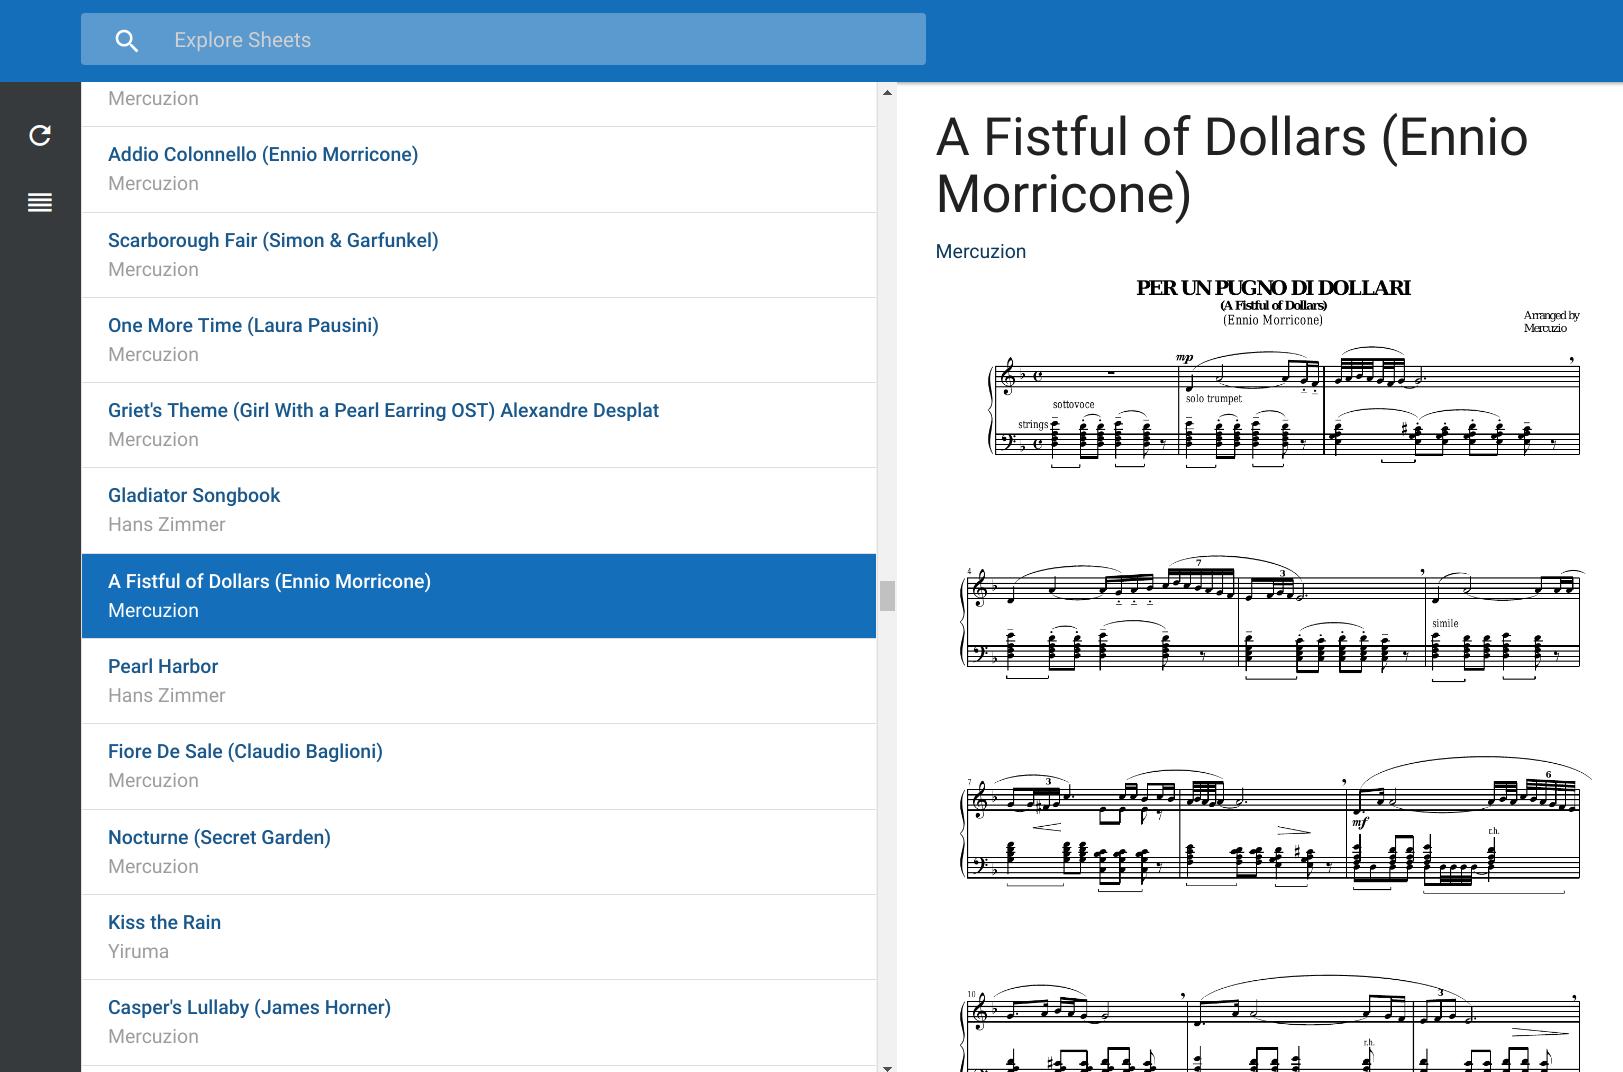 Explore Sheets
Mercuzion
Addio Colonnello (Ennio Morricone)
Mercuzion
Scarborough Fair (Simon & Garfunkel)
Mercuzion
One More Time (Laura Pausini)
Mercuzion
Griet's Theme (Girl With a Pearl Earring OST) Alexandre Desplat
Mercuzion
Gladiator Songbook
Hans Zimmer
A Fistful of Dollars (Ennio Morricone)
Mercuzion
Pearl Harbor
Hans Zimmer
Fiore De Sale (Claudio Baglioni)
Mercuzion
Nocturne (Secret Garden)
Mercuzion
Kiss the Rain
Yiruma
Casper's Lullaby (James Horner)
Mercuzion
A Fistful of Dollars (Ennio
Morricone)
Mercuzion
PER UN PUGNO DI DOLLARI
(A Fistful of Dollars)
(Ennio Morricone)
Arranged by
Mercuzio
mp
solo trumpet
sottovoce
strings
4
7
3
simile
7
3
6
mf
r.h.
10
3
r.h.